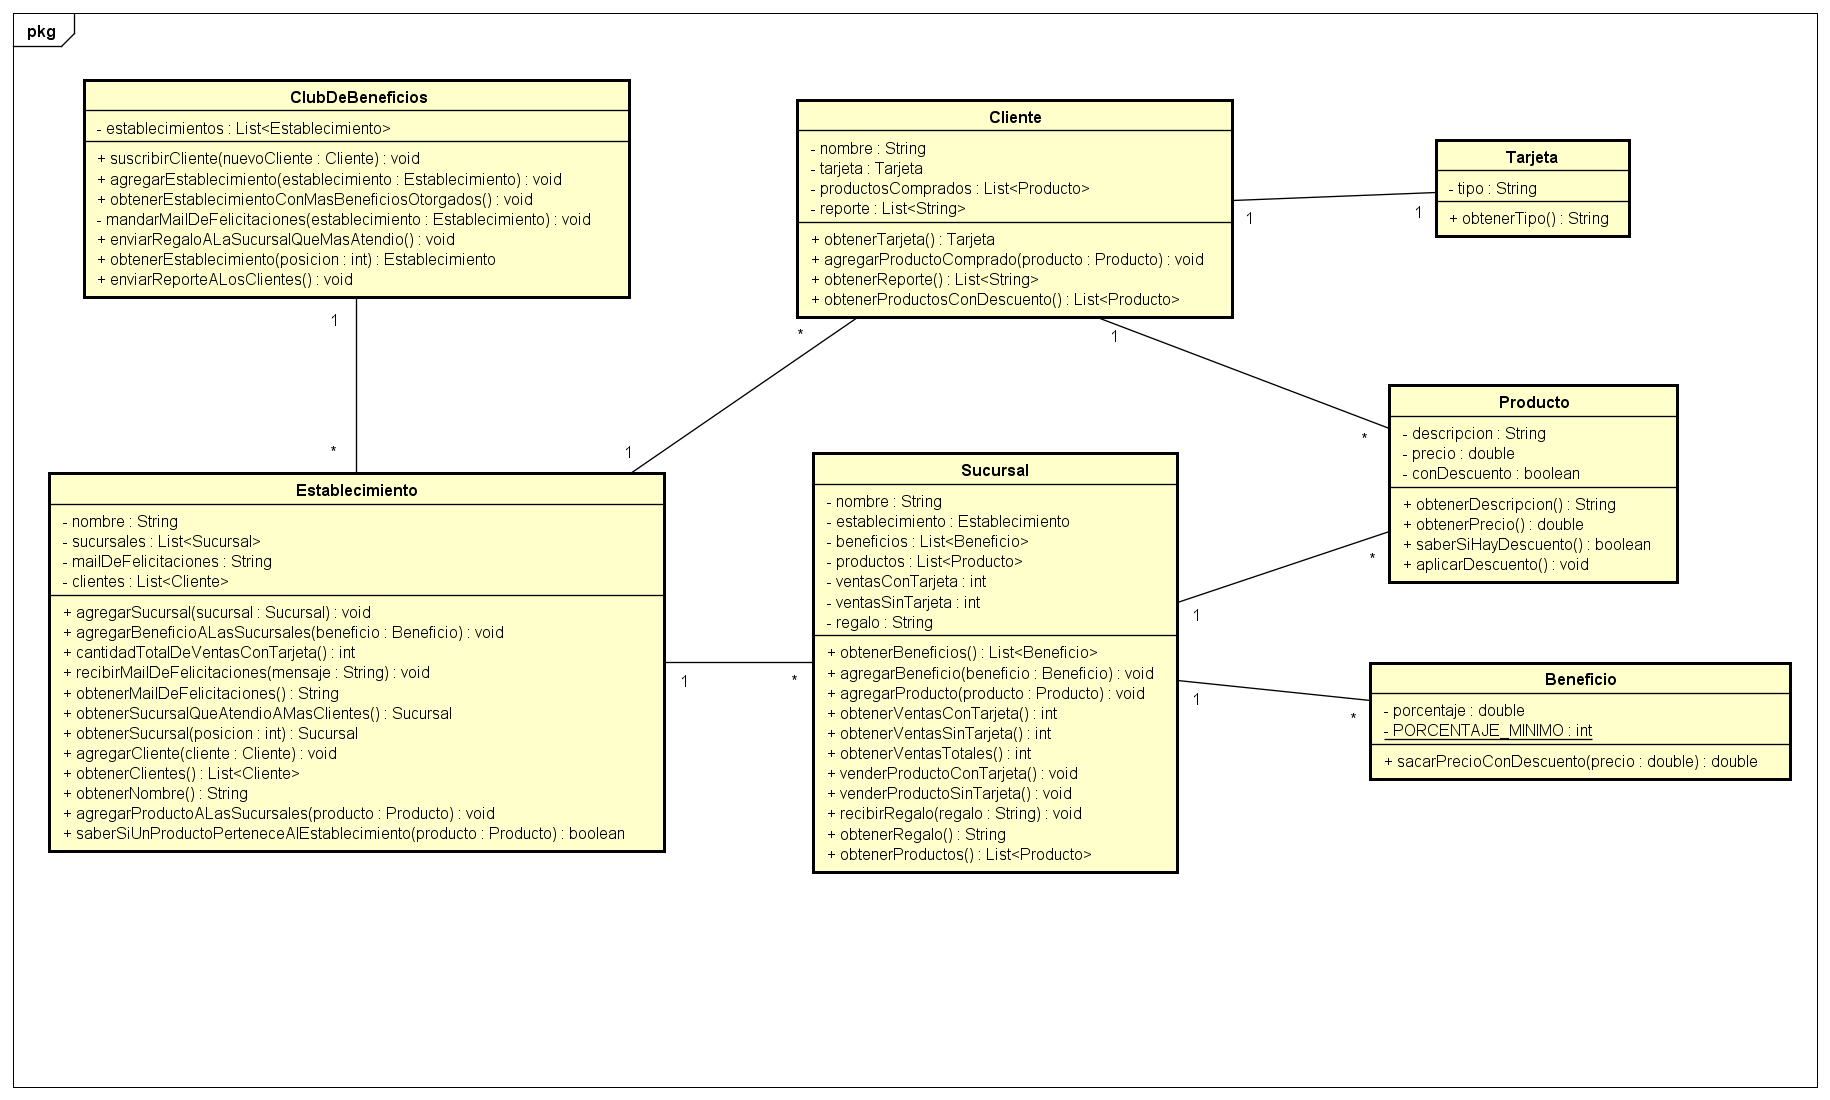 pkg
ClubDeBeneficios
- establecimientos : List<Establecimiento>
+ suscribirCliente(nuevoCliente : Cliente) : void
+ agregarEstablecimiento(establecimiento : Establecimiento) : void
+ obtenerEstablecimientoConMasBeneficiosOtorgados() : void
- mandarMailDeFelicitaciones(establecimiento : Establecimiento) : void
+ enviarRegaloALaSucursalQueMasAtendio() : void
+ obtenerEstablecimiento(posicion : int) : Establecimiento
+ enviarReporteALosClientes() : void
Cliente
- nombre : String
- tarjeta : Tarjeta
- productosComprados : List<Producto>
- reporte : List<String>
+ obtenerTarjeta() : Tarjeta
+ agregarProductoComprado(producto : Producto) : void
+ obtenerReporte() : List<String>
+ obtenerProductosConDescuento() : List<Producto>
Tarjeta
- tipo : String
+ obtenerTipo() : String
1
1
1
*
*
1
1
*
Establecimiento
- nombre : String
- sucursales : List<Sucursal>
- mailDeFelicitaciones : String
- clientes : List<Cliente>
+ agregarSucursal(sucursal : Sucursal) : void
+ agregarBeneficioALasSucursales(beneficio : Beneficio) : void
+ cantidadTotalDeVentasConTarjeta() : int
+ recibirMailDeFelicitaciones(mensaje : String) : void
+ obtenerMailDeFelicitaciones() : String
+ obtenerSucursalQueAtendioAMasClientes() : Sucursal
+ obtenerSucursal(posicion : int) : Sucursal
+ agregarCliente(cliente : Cliente) : void
+ obtenerClientes() : List<Cliente>
+ obtenerNombre() : String
+ agregarProductoALasSucursales(producto : Producto) : void
+ saberSiUnProductoPerteneceAlEstablecimiento(producto : Producto) : boolean
1
*
Sucursal
- nombre : String
- establecimiento : Establecimiento
- beneficios : List<Beneficio>
- productos : List<Producto>
- ventasConTarjeta : int
- ventasSinTarjeta : int
- regalo : String
+ obtenerBeneficios() : List<Beneficio>
+ agregarBeneficio(beneficio : Beneficio) : void
+ agregarProducto(producto : Producto) : void
+ obtenerVentasConTarjeta() : int
+ obtenerVentasSinTarjeta() : int
+ obtenerVentasTotales() : int
+ venderProductoConTarjeta() : void
+ venderProductoSinTarjeta() : void
+ recibirRegalo(regalo : String) : void
+ obtenerRegalo() : String
+ obtenerProductos() : List<Producto>
Producto
- descripcion : String
- precio : double
- conDescuento : boolean
+ obtenerDescripcion() : String
+ obtenerPrecio() : double
+ saberSiHayDescuento() : boolean
+ aplicarDescuento() : void
*
1
1
*
Beneficio
- porcentaje : double
- PORCENTAJE_MINIMO : int
+ sacarPrecioConDescuento(precio : double) : double